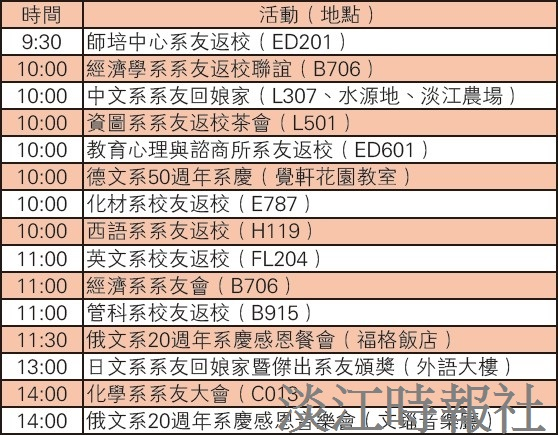 時間 活動（地點）
9:30 師培中心系友返校（ED201）
10:00 經濟學系系友返校聯誼（B706）
10:00 中文系系友回娘家（L307、水源地、淡江農場）
10:00 資圖系系友返校茶會（L501）
10:00 教育心理與諮商所系友返校（ED601）
10:00 德文系50週年系慶（覺軒花園教室）
10:00 化材系校友返校（E787）
10:00 西語系系友返校（H119）
11:00 英文系校友返校（FL204）
11:00 經濟系系友會（B706）
11:00 管科系校友返校（B915）
11:30 俄文系20週年系慶感恩餐會（福格飯店）
13:00 日文系系友回娘家暨傑出系友頒獎（外語大樓）
14:00 化學系系友大會（C013
14:00 俄文系20週年系慶感恩音樂會（文錙音樂廳
淡江時報社